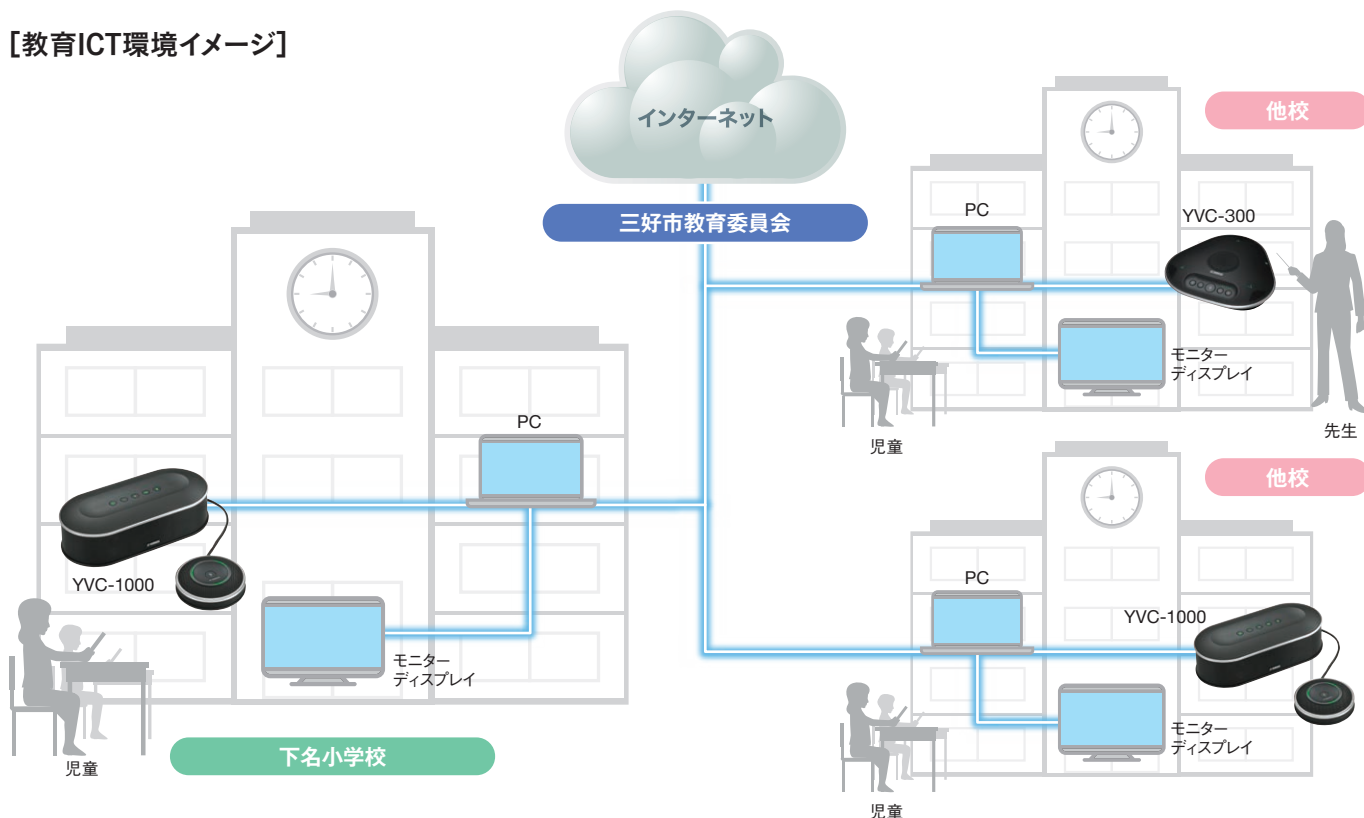 [教育ICT環境イメージ]
インターネット
三好市教育委員会
他校
PC
YVC-300
モニター
ディスプレイ
児童
先生
PC
YVC-1000
モニター
ディスプレイ
児童
下名小学校
他校
PC
YVC-1000
モニター
ディスプレイ
児童